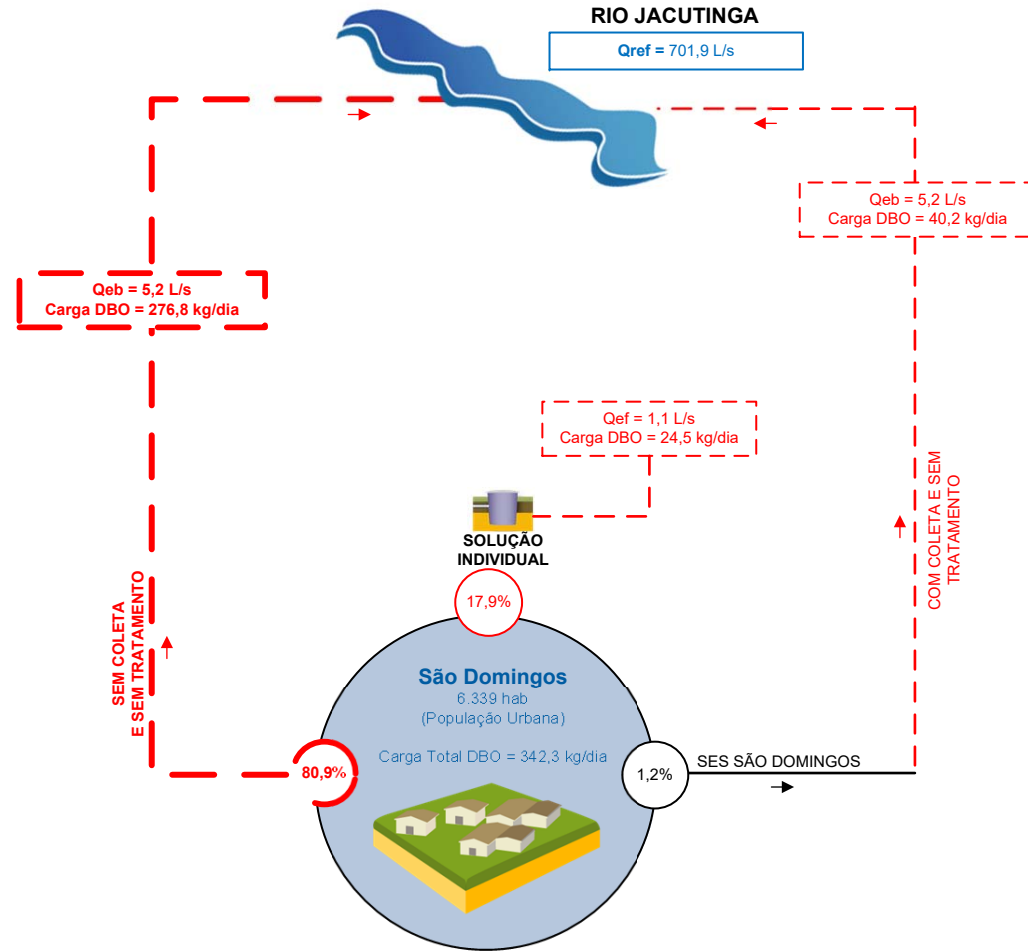 RIO JACUTINGA
Qref = 701,9 L/s
Qeb = 5,2 L/s
Carga DBO = 40,2 kg/dia
Qeb = 5,2 L/s
Carga DBO = 276,8 kg/dia
Qef = 1,1 L/s
Carga DBO = 24,5 kg/dia
SOLUÇÃO
INDIVIDUAL
17,9%
SEM COLETA
E SEM TRATAMENTO
COM COLETA E SEM
TRATAMENTO
São Domingos
6.339 hab
(População Urbana)
Carga Total DBO = 342,3 kg/dia
80,9%
1,2%
SES SÃO DOMINGOS